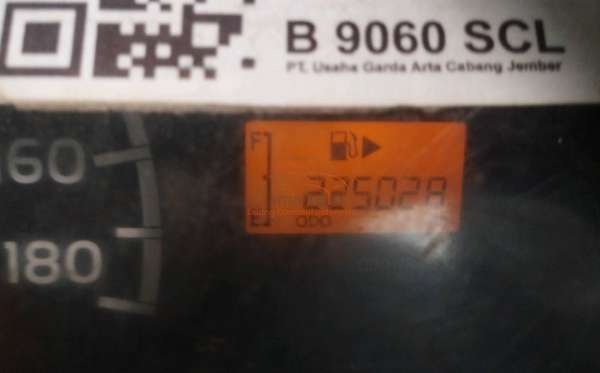 B 9060 SCL
PT. Usaha Garda Arta Cabang Jember
160
180
F
225028
E
ODO